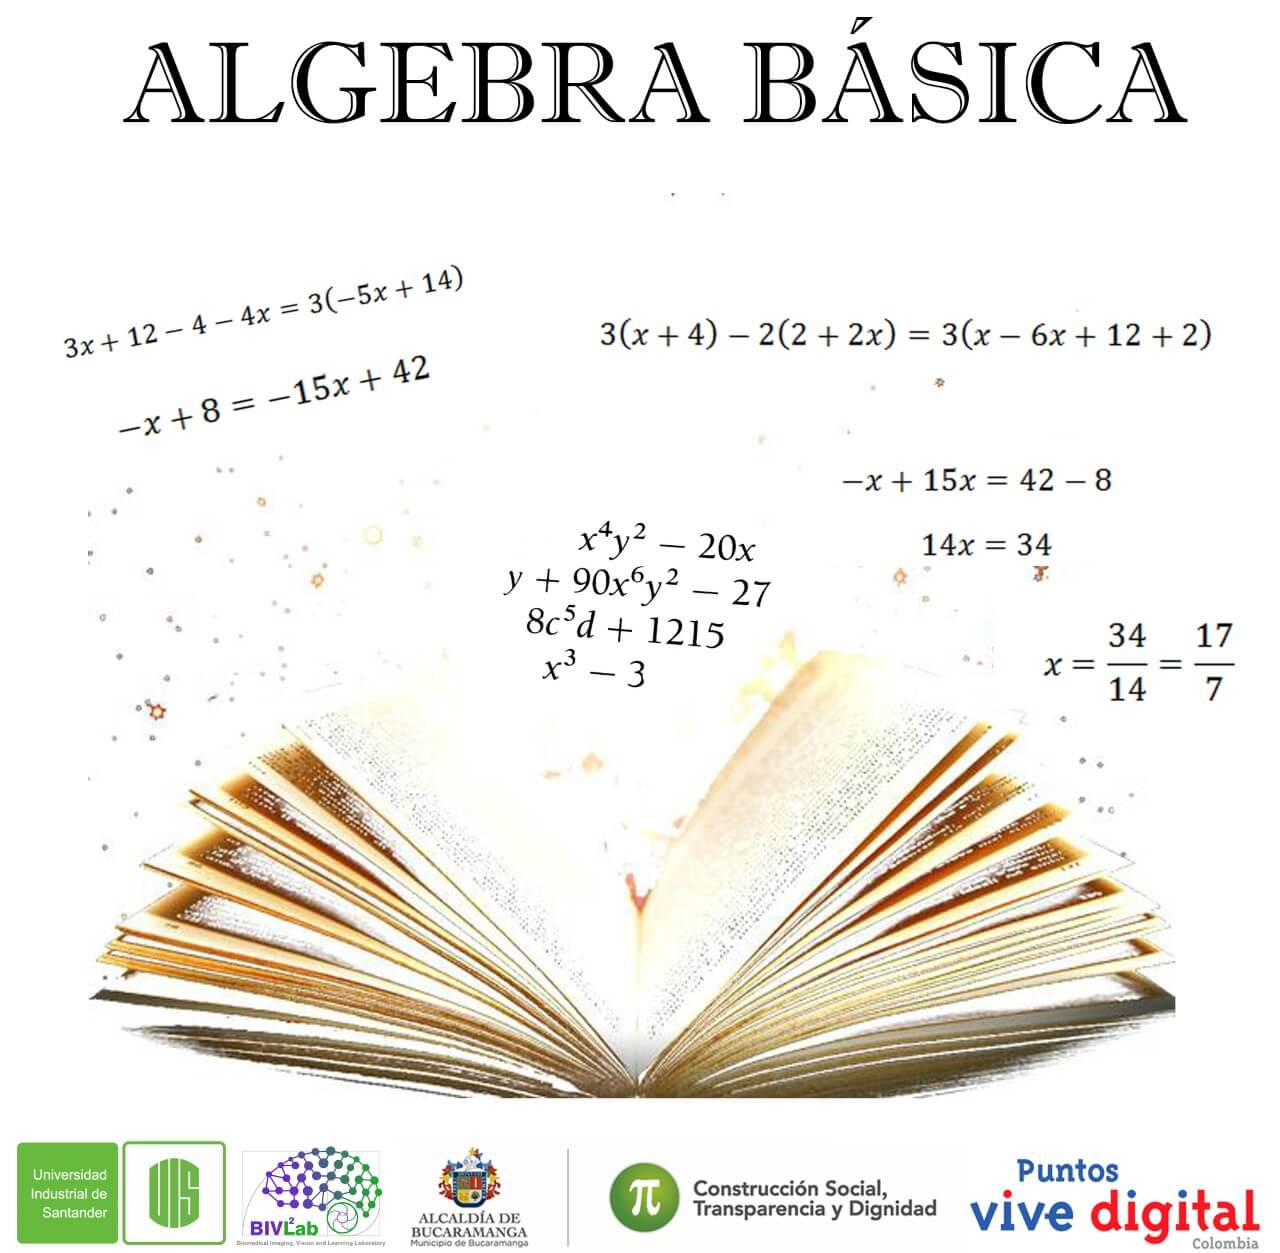 ALGEBRA BÁSICA
3x + 12 − 4 − 4x = 3(−5x + 14)
−x + 8 = −15x + 42
3(x + 4) − 2(2 + 2x) = 3(x − 6x + 12 + 2)
−x + 15x = 42 − 8
14x = 34
x = 34/14 = 17/7
x⁴y² − 20x
y + 90x⁶y² − 27
8c⁵d + 1215
x³ − 3
Universidad
Industrial de
Santander
UIS
BIVL²ab
Biomedical Imaging, Vision and Learning Laboratory
ALCALDÍA DE
BUCARAMANGA
Municipio de Bucaramanga
π
Construcción Social,
Transparencia y Dignidad
Puntos
vive digital
Colombia